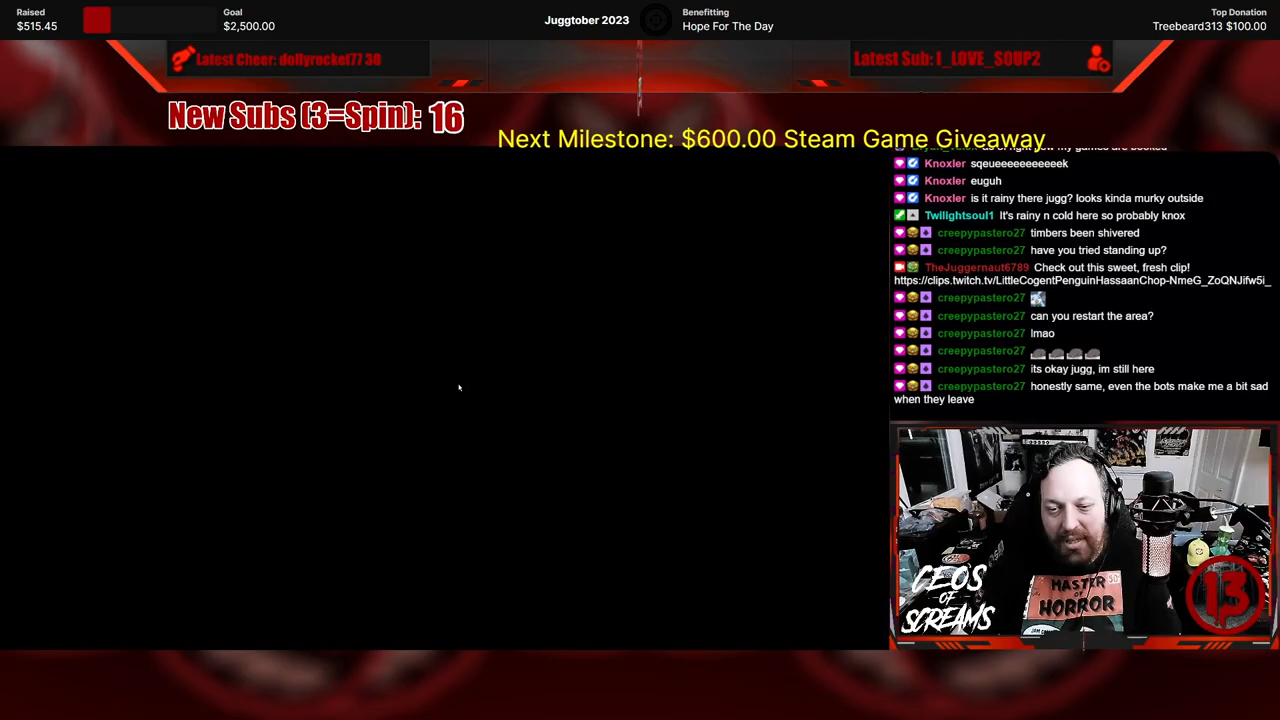 Raised
$515.45
Goal
$2,500.00
Juggtober 2023
Benefitting
Hope For The Day
Top Donation
Treebeard313 $100.00
Latest Cheer: dollyrocket77 30
Latest Sub: I_LOVE_SOUP2
New Subs (3=Spin): 16
Next Milestone: $600.00 Steam Game Giveaway
Knoxler sqeueeeeeeeeeek
Knoxler euguh
Knoxler is it rainy there jugg? looks kinda murky outside
Twilightsoul1 It's rainy n cold here so probably knox
creepypastero27 timbers been shivered
creepypastero27 have you tried standing up?
TheJuggernaut6789 Check out this sweet, fresh clip!
https://clips.twitch.tv/LittleCogentPenguinHassaanChop-NmeG_ZoQNJifw5i_
creepypastero27
creepypastero27 can you restart the area?
creepypastero27 lmao
creepypastero27
creepypastero27 its okay jugg, im still here
creepypastero27 honestly same, even the bots make me a bit sad
when they leave
CEOS
OF
SCREAMS
MASTER
OF
HORROR
13